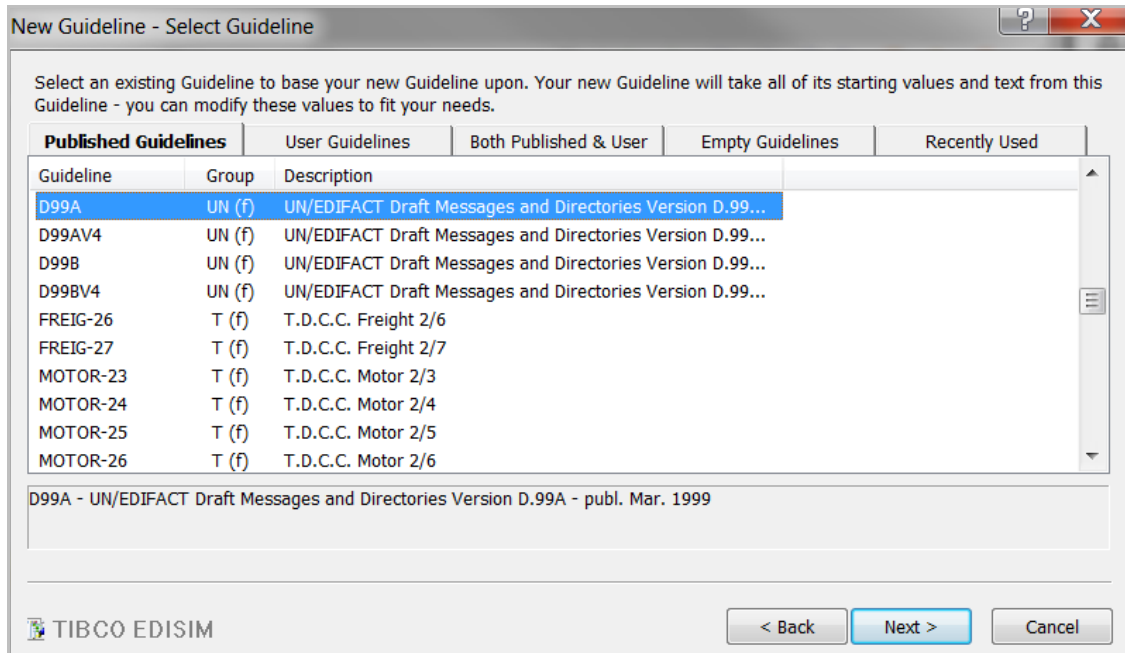 New Guideline - Select Guideline
Select an existing Guideline to base your new Guideline upon. Your new Guideline will take all of its starting values and text from this
Guideline - you can modify these values to fit your needs.
Published Guidelines User Guidelines Both Published & User Empty Guidelines Recently Used
Guideline Group Description
D99A UN (f) UN/EDIFACT Draft Messages and Directories Version D.99...
D99AV4 UN (f) UN/EDIFACT Draft Messages and Directories Version D.99...
D99B UN (f) UN/EDIFACT Draft Messages and Directories Version D.99...
D99BV4 UN (f) UN/EDIFACT Draft Messages and Directories Version D.99...
FREIG-26 T (f) T.D.C.C. Freight 2/6
FREIG-27 T (f) T.D.C.C. Freight 2/7
MOTOR-23 T (f) T.D.C.C. Motor 2/3
MOTOR-24 T (f) T.D.C.C. Motor 2/4
MOTOR-25 T (f) T.D.C.C. Motor 2/5
MOTOR-26 T (f) T.D.C.C. Motor 2/6
D99A - UN/EDIFACT Draft Messages and Directories Version D.99A - publ. Mar. 1999
TIBCO EDISIM < Back Next > Cancel